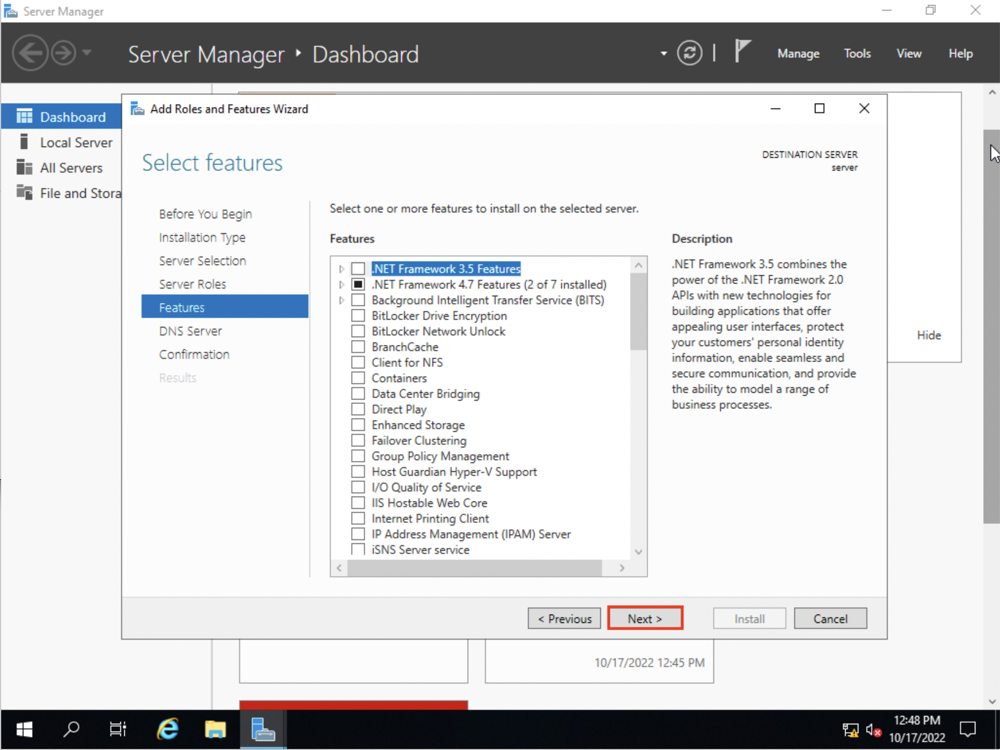 Server Manager
Server Manager ‣ Dashboard
Manage Tools View Help
Dashboard
Local Server
All Servers
File and Stora
Add Roles and Features Wizard
Select features
DESTINATION SERVER
server
Before You Begin
Installation Type
Server Selection
Server Roles
Features
DNS Server
Confirmation
Results
Select one or more features to install on the selected server.
Features
.NET Framework 3.5 Features
.NET Framework 4.7 Features (2 of 7 installed)
Background Intelligent Transfer Service (BITS)
BitLocker Drive Encryption
BitLocker Network Unlock
BranchCache
Client for NFS
Containers
Data Center Bridging
Direct Play
Enhanced Storage
Failover Clustering
Group Policy Management
Host Guardian Hyper-V Support
I/O Quality of Service
IIS Hostable Web Core
Internet Printing Client
IP Address Management (IPAM) Server
iSNS Server service
Description
.NET Framework 3.5 combines the
power of the .NET Framework 2.0
APIs with new technologies for
building applications that offer
appealing user interfaces, protect
your customers' personal identity
information, enable seamless and
secure communication, and provide
the ability to model a range of
business processes.
Hide
< Previous
Next >
Install
Cancel
10/17/2022 12:45 PM
12:48 PM
10/17/2022